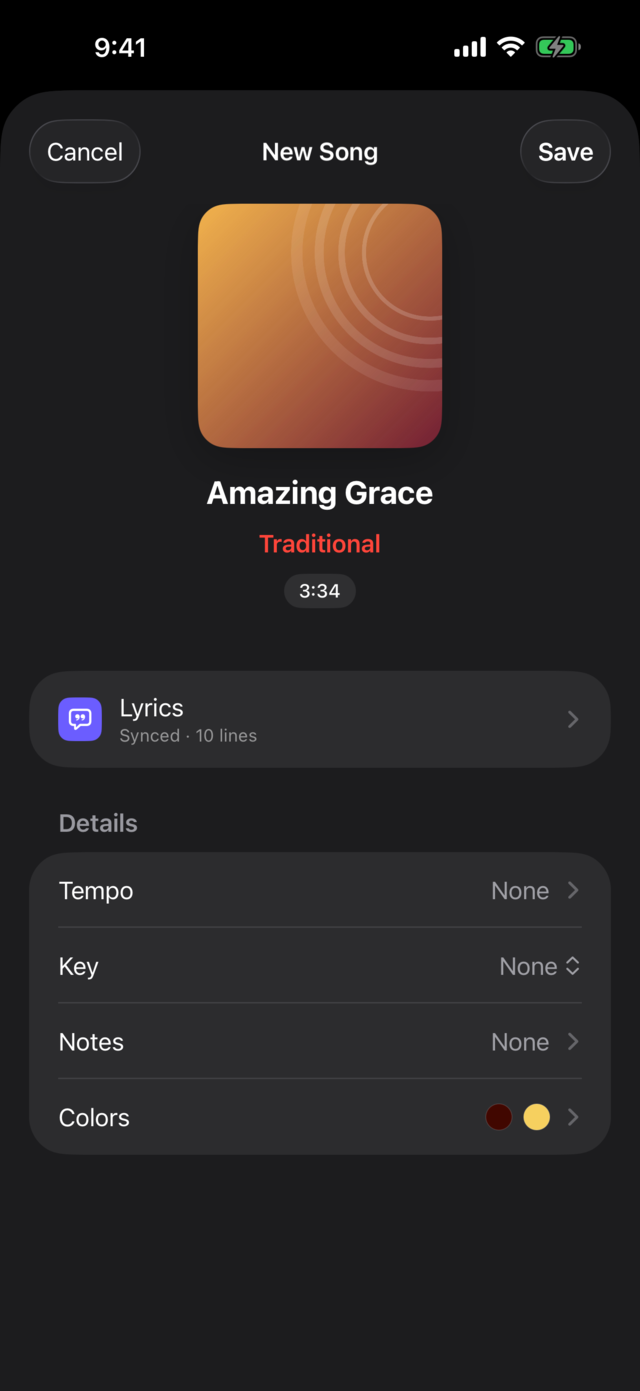 9:41
Cancel
New Song
Save
Amazing Grace
Traditional
3:34
Lyrics
Synced · 10 lines
Details
Tempo None
Key None
Notes None
Colors